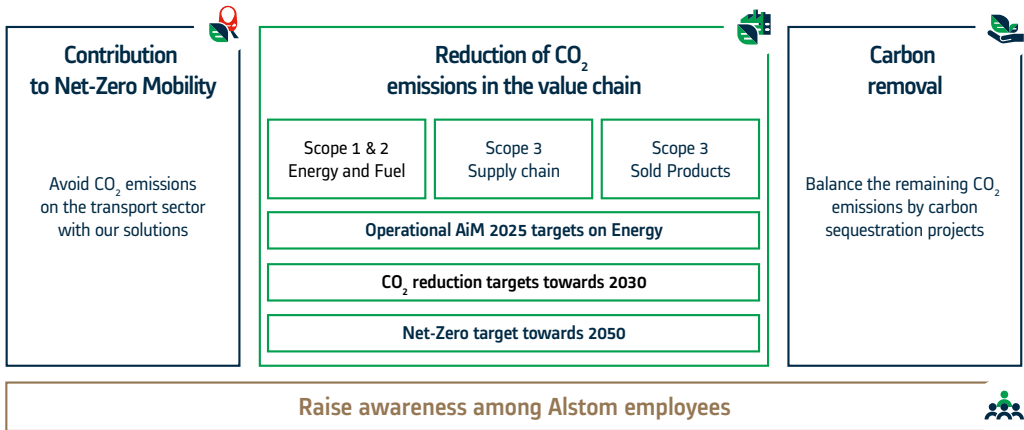 Contribution
to Net-Zero Mobility
Avoid CO₂ emissions
on the transport sector
with our solutions
Reduction of CO₂
emissions in the value chain
Scope 1 & 2
Energy and Fuel
Scope 3
Supply chain
Scope 3
Sold Products
Operational AiM 2025 targets on Energy
CO₂ reduction targets towards 2030
Net-Zero target towards 2050
Carbon
removal
Balance the remaining CO₂
emissions by carbon
sequestration projects
Raise awareness among Alstom employees